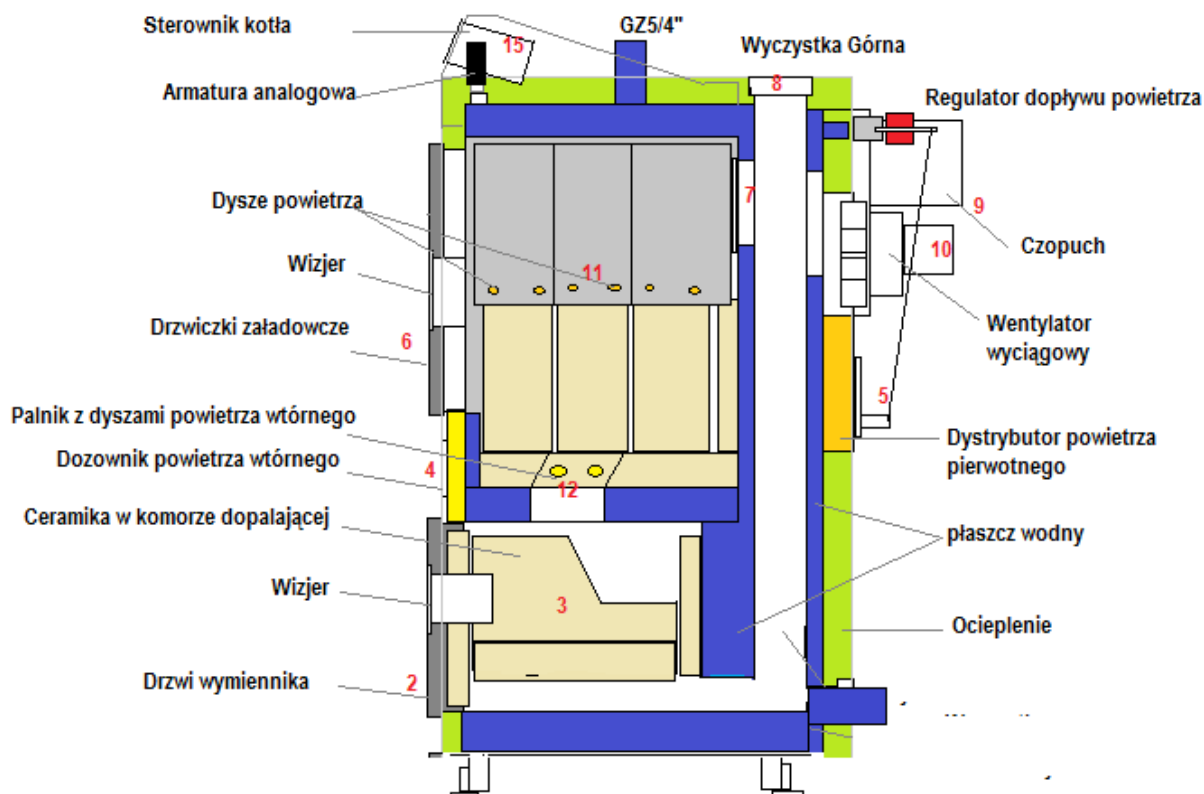 Sterownik kotła
GZ5/4"
Wyczystka Górna
15
8
Armatura analogowa
Regulator dopływu powietrza
Dysze powietrza
7
9
Czopuch
10
Wizjer
11
Drzwiczki załadowcze
6
Wentylator
wyciągowy
5
Palnik z dyszami powietrza wtórnego
Dozownik powietrza wtórnego
4
Dystrybutor powietrza
pierwotnego
12
Ceramika w komorze dopalającej
płaszcz wodny
Wizjer
3
Ocieplenie
Drzwi wymiennika
2